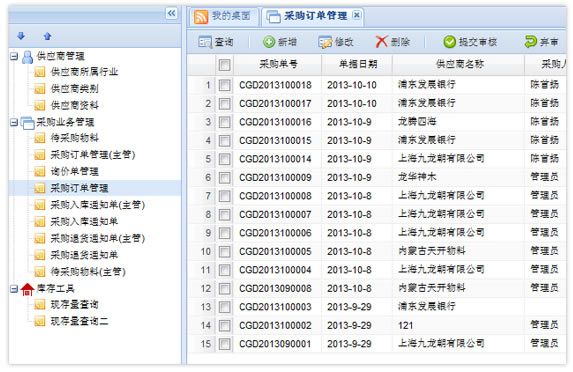 我的桌面 采购订单管理
查询 新增 修改 删除 提交审核 弃审
供应商管理
供应商所属行业
供应商类别
供应商资料
采购业务管理
待采购物料
采购订单管理(主管)
询价单管理
采购订单管理
采购入库通知单(主管)
采购入库通知单
采购退货通知单(主管)
采购退货通知单
待采购物料(主管)
库存工具
现存量查询
现存量查询二
采购单号 单据日期 供应商名称 采购人
1 CGD2013100018 2013-10-10 浦东发展银行 陈首扬
2 CGD2013100017 2013-10-10 浦东发展银行 陈首扬
3 CGD2013100016 2013-10-9 龙腾四海 陈首扬
4 CGD2013100015 2013-10-9 浦东发展银行 陈首扬
5 CGD2013100014 2013-10-9 上海九龙朝有限公司 陈首扬
6 CGD2013100009 2013-10-9 龙华神木 管理员
7 CGD2013100008 2013-10-8 上海九龙朝有限公司 管理员
8 CGD2013100007 2013-10-8 上海九龙朝有限公司 管理员
9 CGD2013100006 2013-10-8 上海九龙朝有限公司 管理员
10 CGD2013100005 2013-10-8 内蒙古天开物料 管理员
11 CGD2013100004 2013-10-8 上海九龙朝有限公司 管理员
12 CGD2013090008 2013-10-8 内蒙古天开物料 管理员
13 CGD2013100003 2013-9-29 浦东发展银行
14 CGD2013100002 2013-9-29 121 管理员
15 CGD2013090001 2013-9-29 上海九龙朝有限公司 管理员